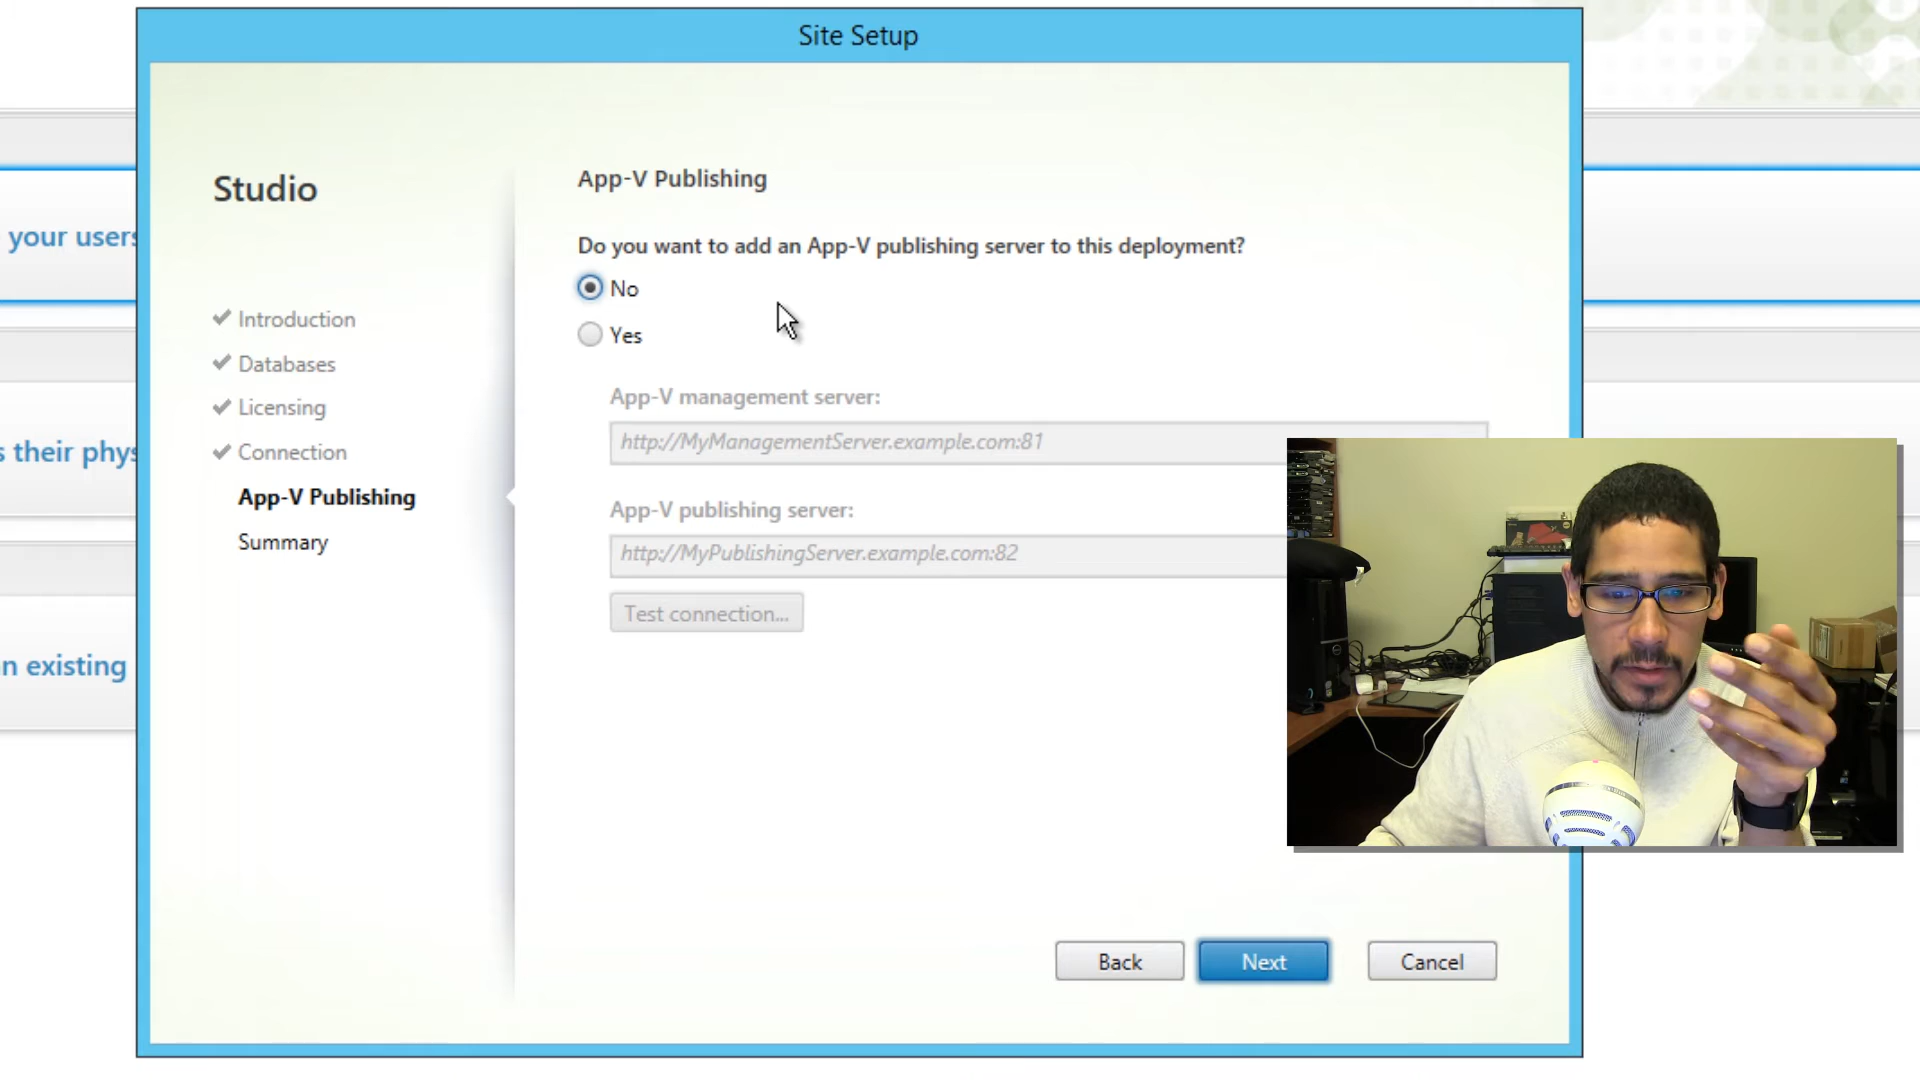 Site Setup
Studio
Introduction
Databases
Licensing
Connection
App-V Publishing
Summary
App-V Publishing
Do you want to add an App-V publishing server to this deployment?
No
Yes
App-V management server:
http://MyManagementServer.example.com:81
App-V publishing server:
http://MyPublishingServer.example.com:82
Test connection...
Back
Next
Cancel
your users
s their phys
n existing